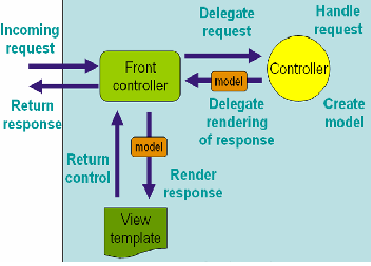 Incoming
request
Return
response
Front
controller
Delegate
request
model
Delegate
rendering
of response
Handle
request
Controller
Create
model
Return
control
model
Render
response
View
template